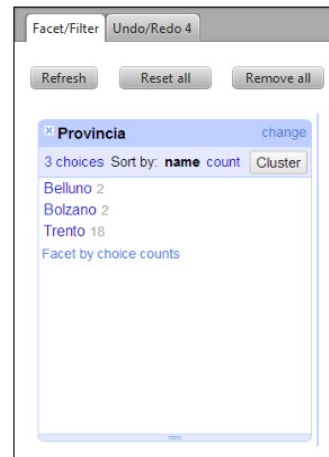 Facet/Filter Undo/Redo 4
Refresh Reset all Remove all
Provincia change
3 choices Sort by: name count Cluster
Belluno 2
Bolzano 2
Trento 18
Facet by choice counts